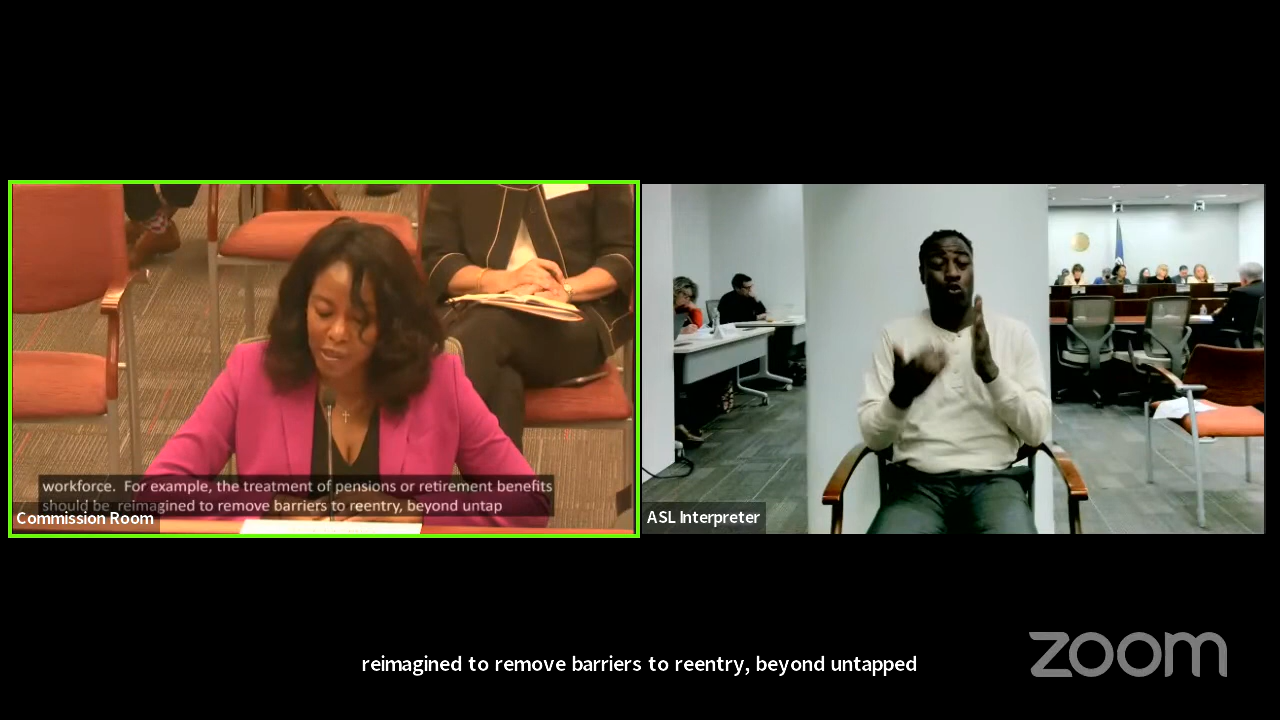 workforce.  For example, the treatment of pensions or retirement benefits
should be  reimagined to remove barriers to reentry, beyond untap
Commission Room
ASL Interpreter
reimagined to remove barriers to reentry, beyond untapped
zoom